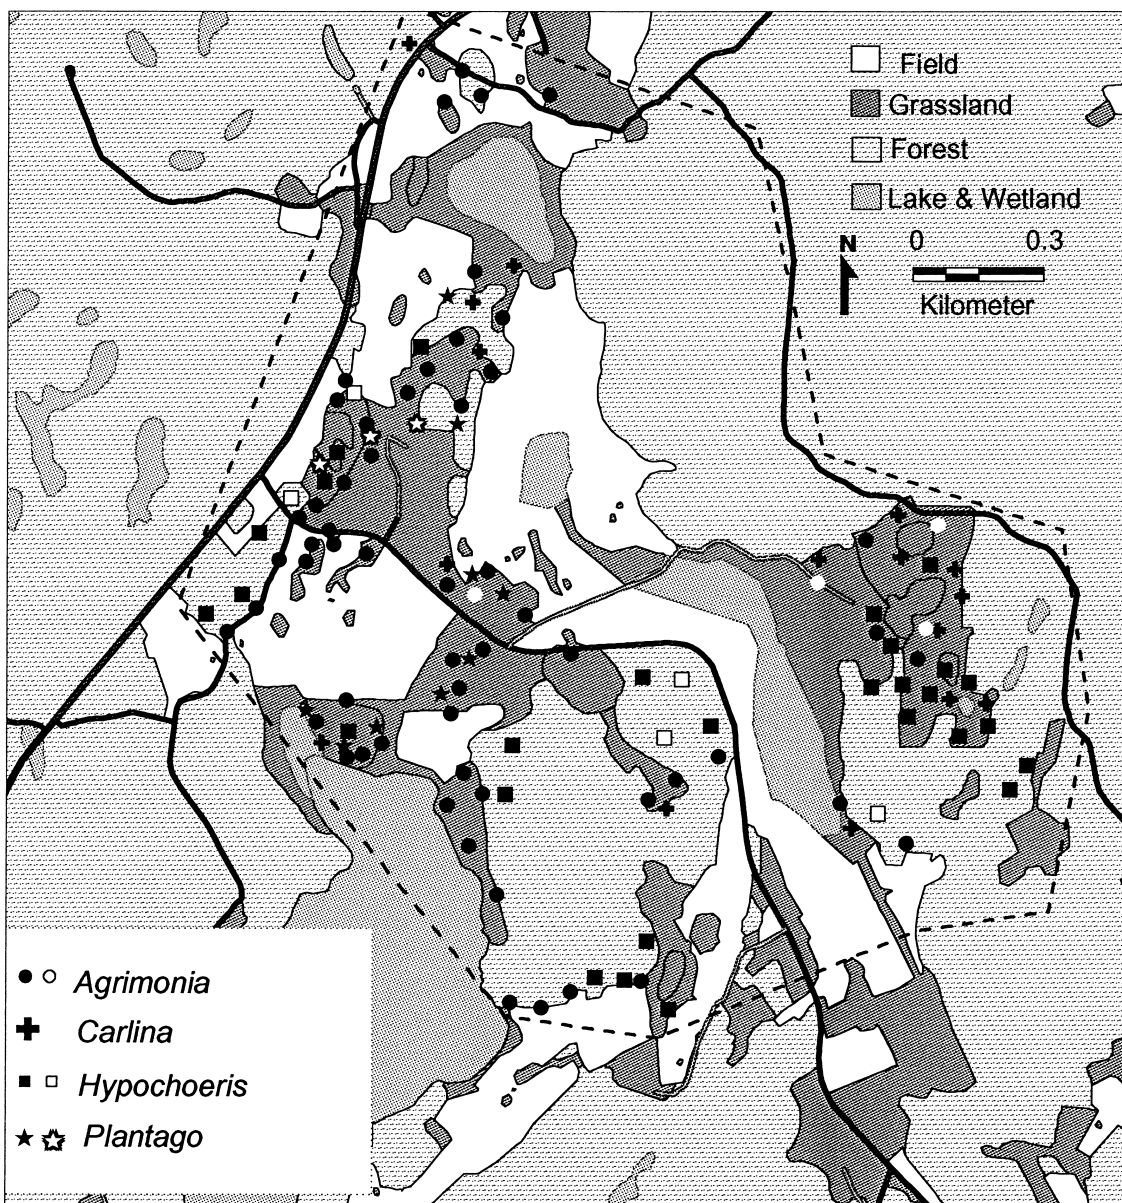 Field
Grassland
Forest
Lake & Wetland
N 0 0.3
Kilometer
Agrimonia
Carlina
Hypochoeris
Plantago